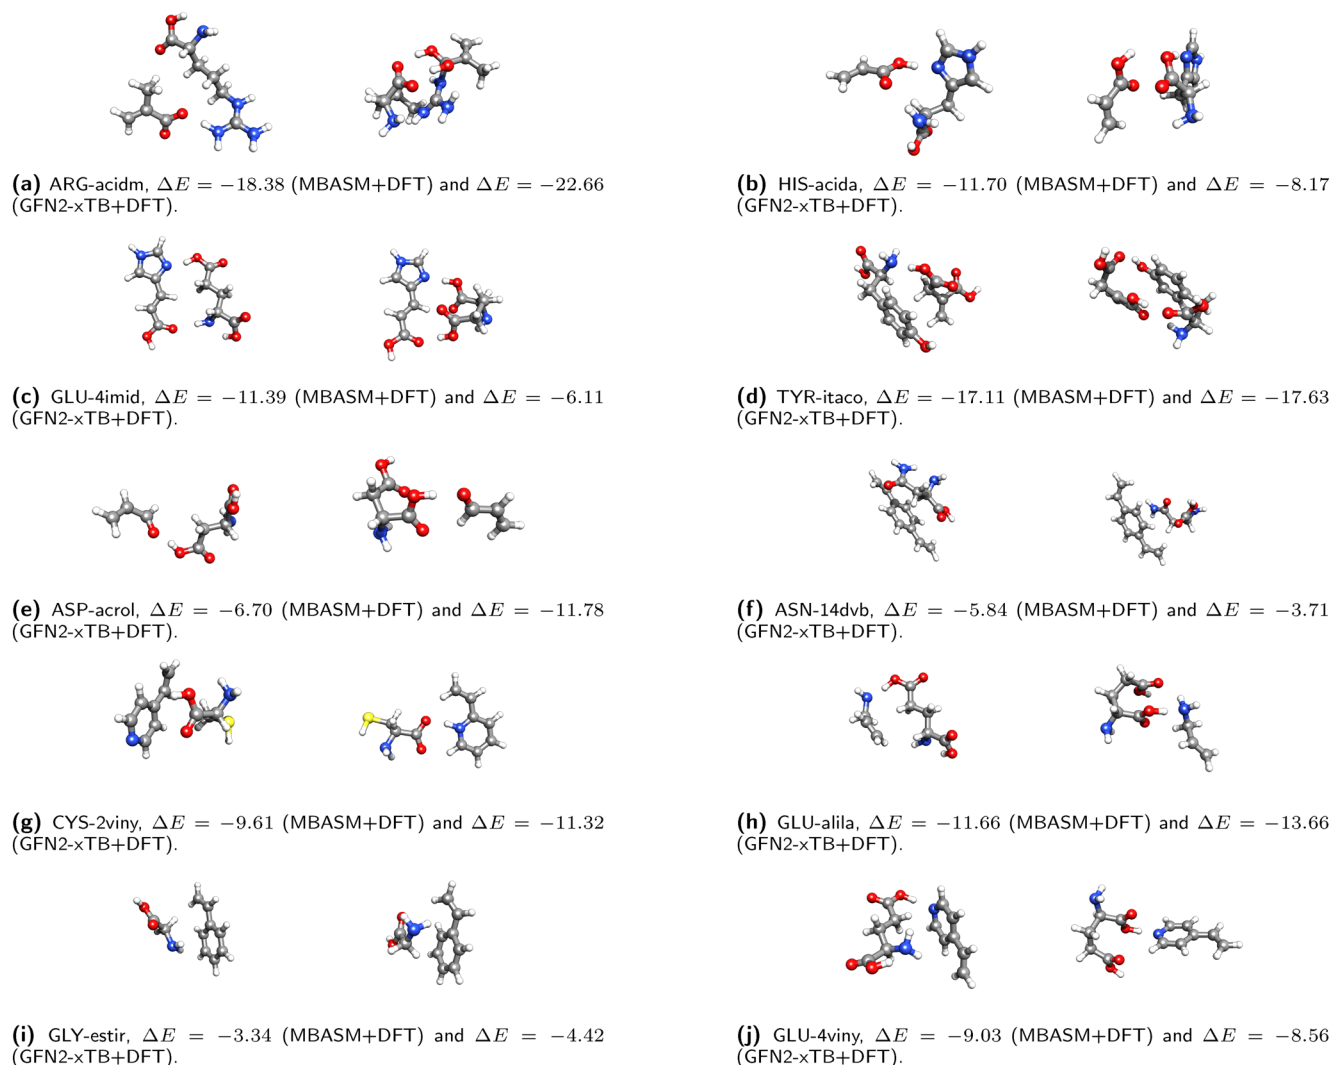 (a) ARG-acidm, ΔE = −18.38 (MBASM+DFT) and ΔE = −22.66
(GFN2-xTB+DFT).
(b) HIS-acida, ΔE = −11.70 (MBASM+DFT) and ΔE = −8.17
(GFN2-xTB+DFT).
(c) GLU-4imid, ΔE = −11.39 (MBASM+DFT) and ΔE = −6.11
(GFN2-xTB+DFT).
(d) TYR-itaco, ΔE = −17.11 (MBASM+DFT) and ΔE = −17.63
(GFN2-xTB+DFT).
(e) ASP-acrol, ΔE = −6.70 (MBASM+DFT) and ΔE = −11.78
(GFN2-xTB+DFT).
(f) ASN-14dvb, ΔE = −5.84 (MBASM+DFT) and ΔE = −3.71
(GFN2-xTB+DFT).
(g) CYS-2viny, ΔE = −9.61 (MBASM+DFT) and ΔE = −11.32
(GFN2-xTB+DFT).
(h) GLU-alila, ΔE = −11.66 (MBASM+DFT) and ΔE = −13.66
(GFN2-xTB+DFT).
(i) GLY-estir, ΔE = −3.34 (MBASM+DFT) and ΔE = −4.42
(GFN2-xTB+DFT).
(j) GLU-4viny, ΔE = −9.03 (MBASM+DFT) and ΔE = −8.56
(GFN2-xTB+DFT).